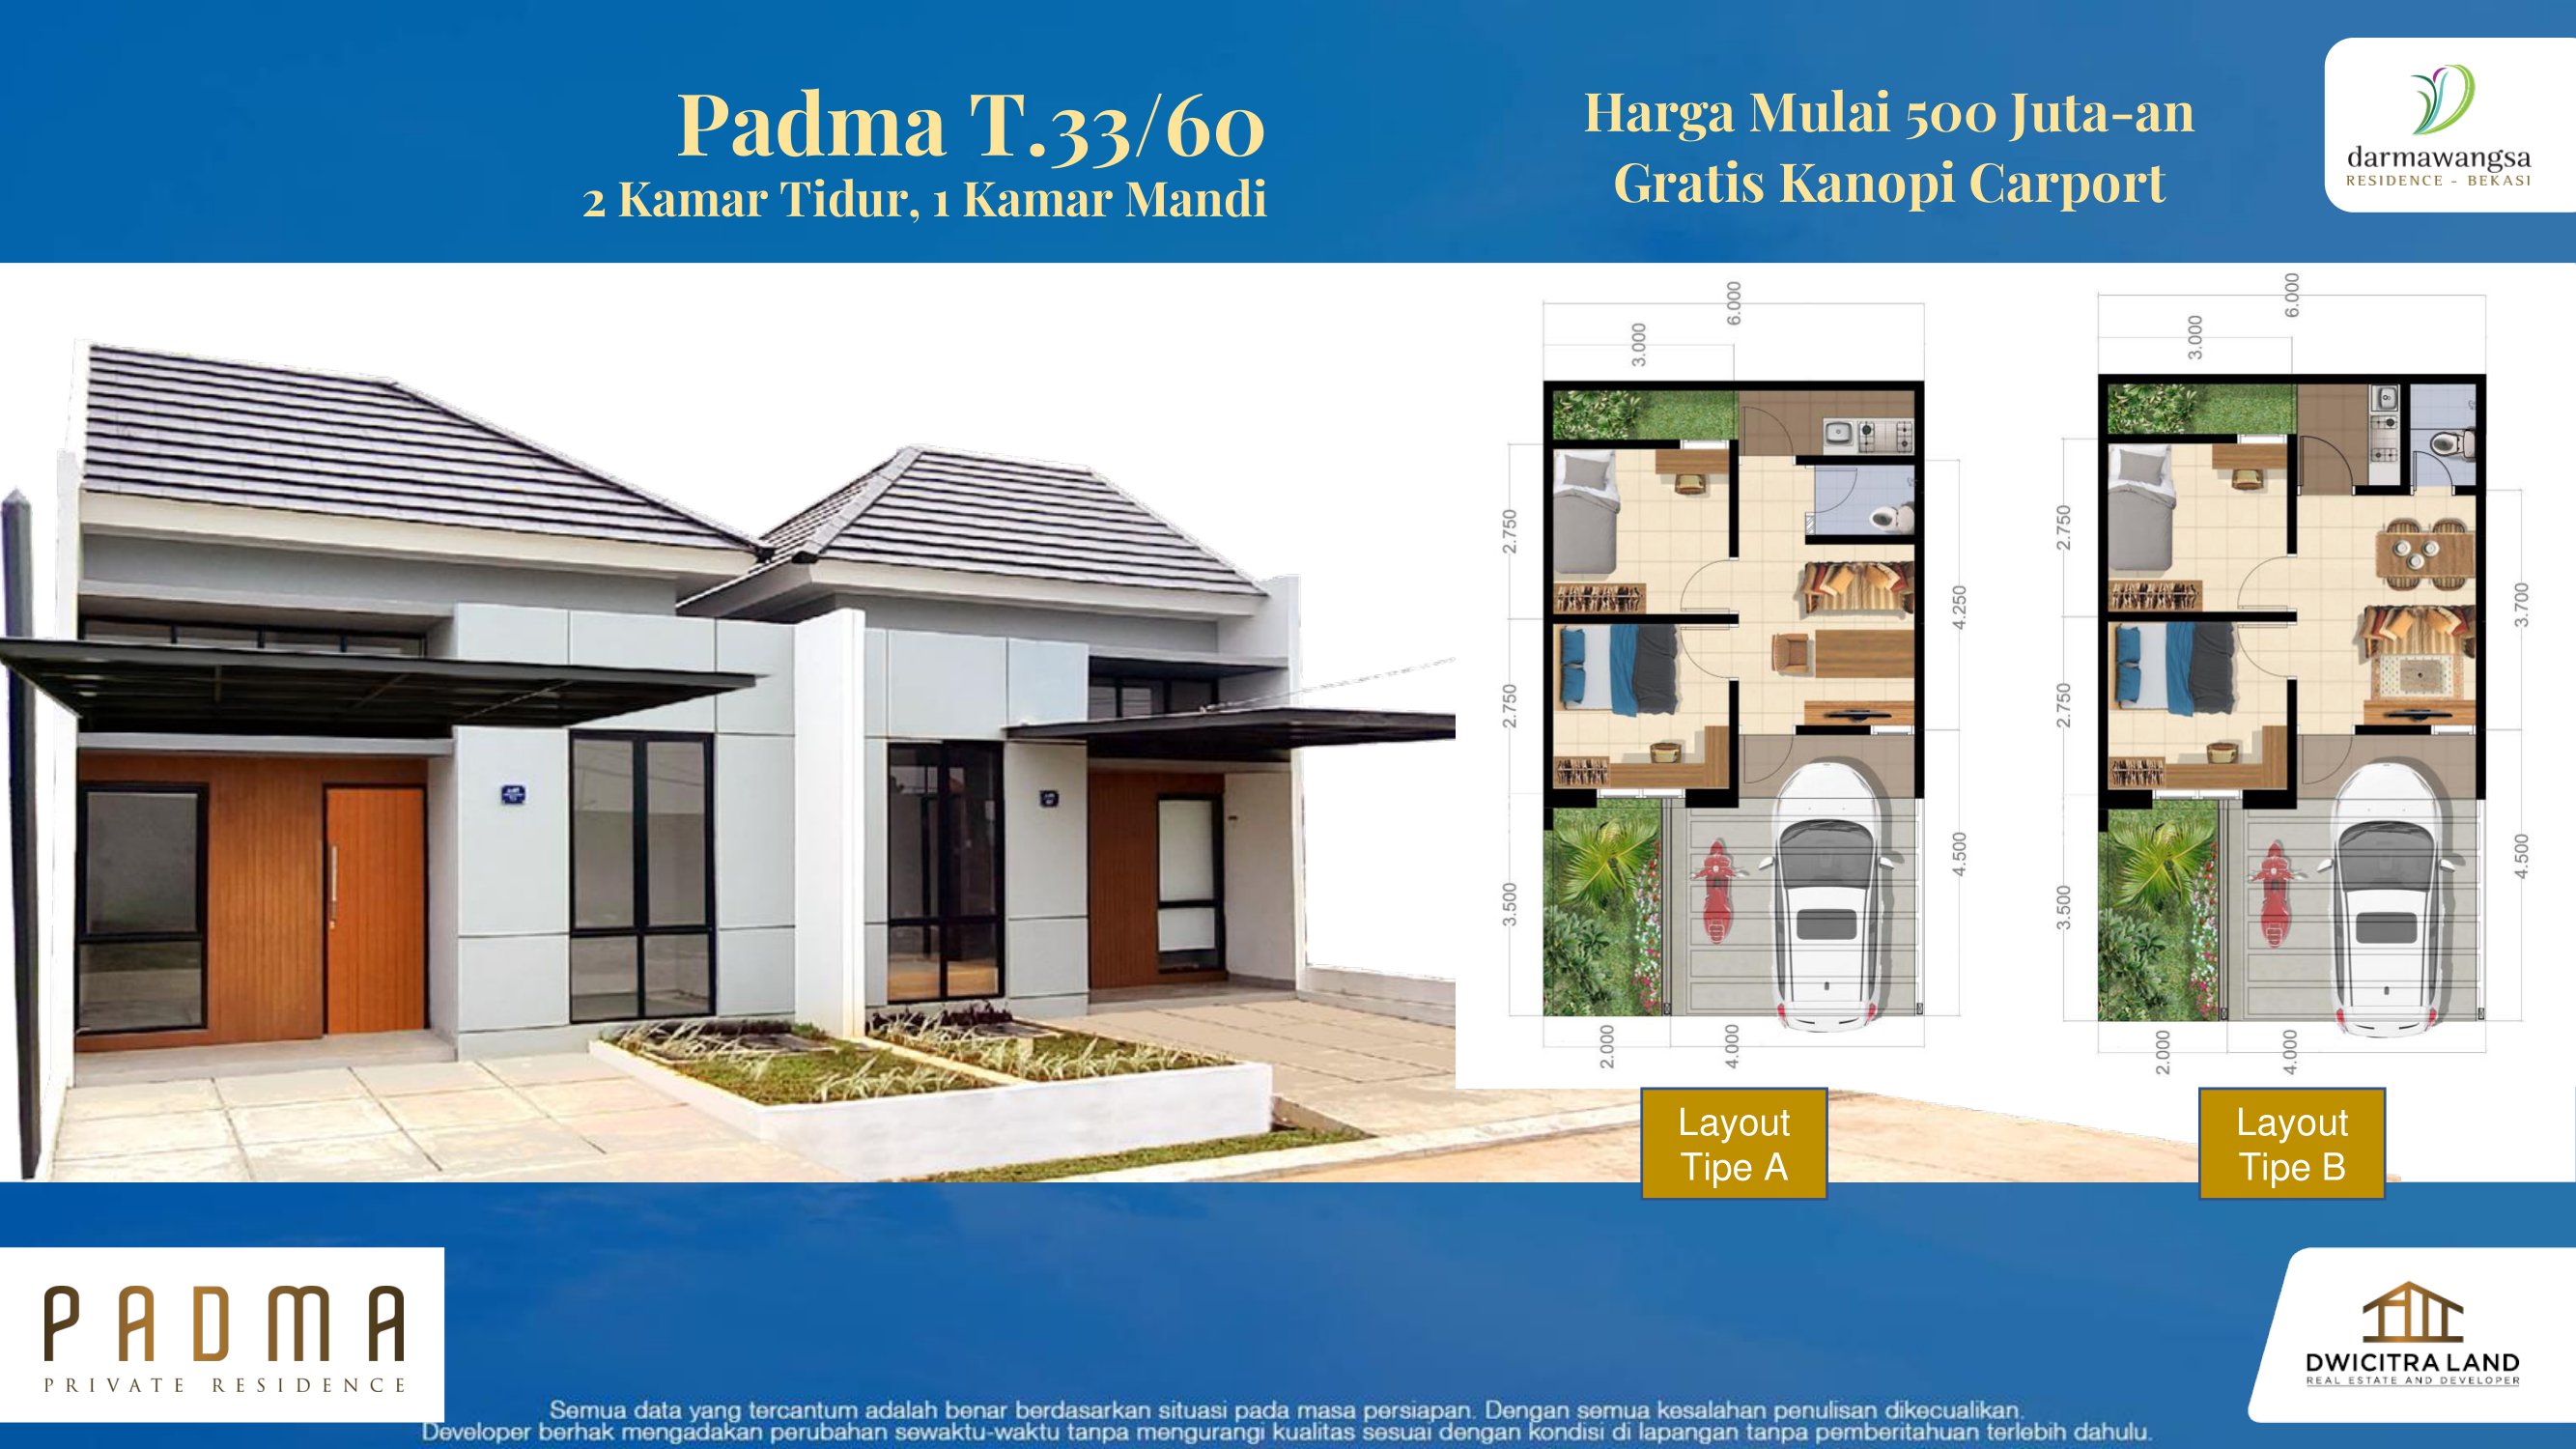 Padma T.33/60
2 Kamar Tidur, 1 Kamar Mandi
Harga Mulai 500 Juta-an
Gratis Kanopi Carport
darmawangsa
RESIDENCE - BEKASI
6.000
3.000
2.750
2.750
3.500
4.250
4.500
2.000
4.000
6.000
3.000
2.750
2.750
3.500
3.700
4.500
2.000
4.000
Layout
Tipe A
Layout
Tipe B
PADMA
PRIVATE RESIDENCE
DWICITRA LAND
REAL ESTATE AND DEVELOPER
Semua data yang tercantum adalah benar berdasarkan situasi pada masa persiapan. Dengan semua kesalahan penulisan dikecualikan.
Developer berhak mengadakan perubahan sewaktu-waktu tanpa mengurangi kualitas sesuai dengan kondisi di lapangan tanpa pemberitahuan terlebih dahulu.